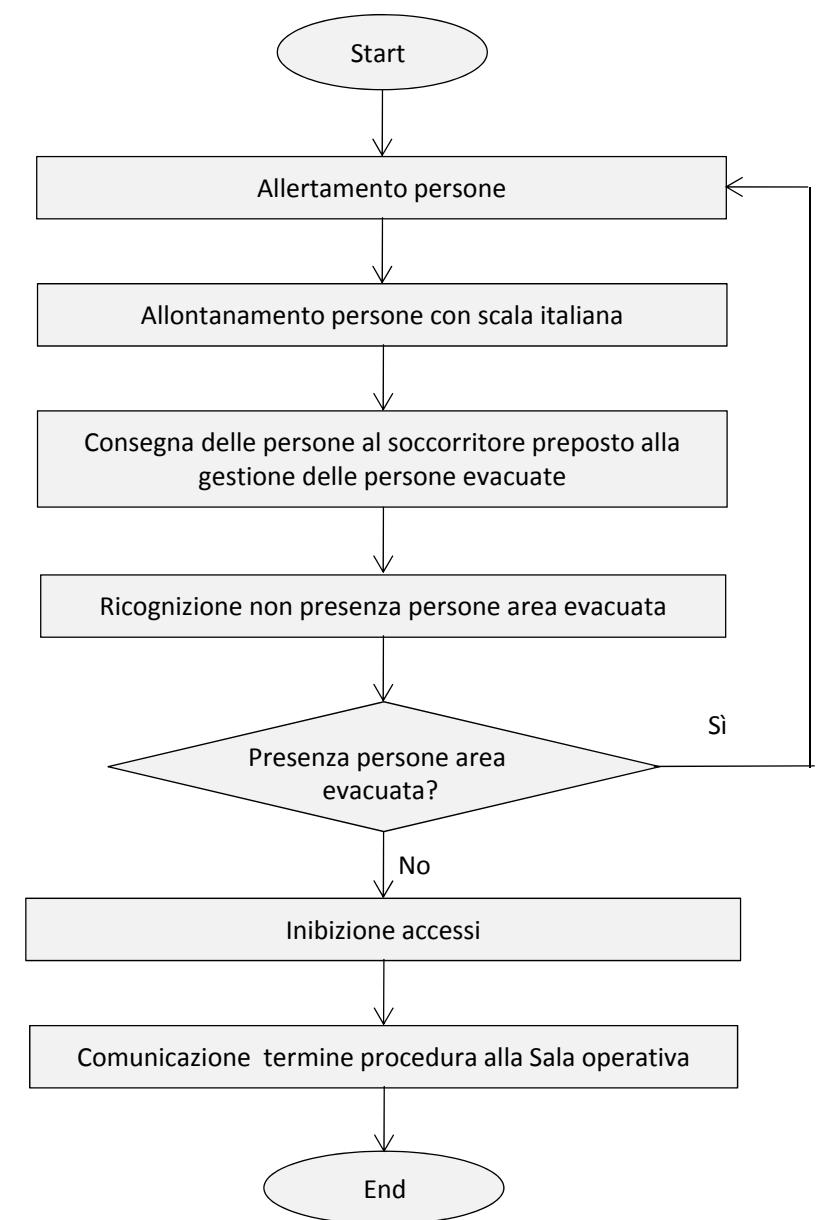 Start
Allertamento persone
Allontanamento persone con scala italiana
Consegna delle persone al soccorritore preposto alla
gestione delle persone evacuate
Ricognizione non presenza persone area evacuata
Presenza persone area
evacuata?
Sì
No
Inibizione accessi
Comunicazione  termine procedura alla Sala operativa
End